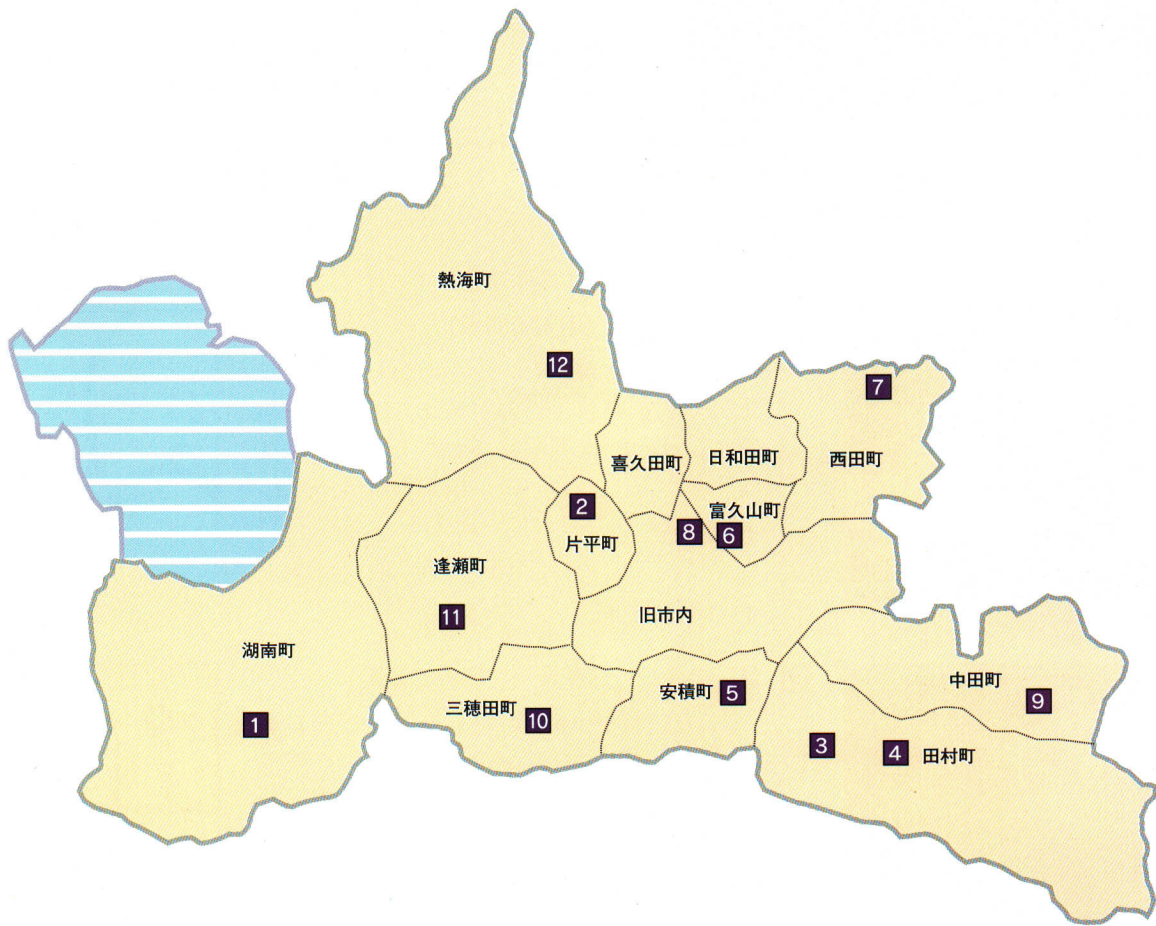 熱海町
12
7
喜久田町
日和田町
西田町
2
富久山町
8
6
片平町
逢瀬町
11
旧市内
湖南町
中田町
安積町
5
9
三穂田町
10
1
3
4
田村町